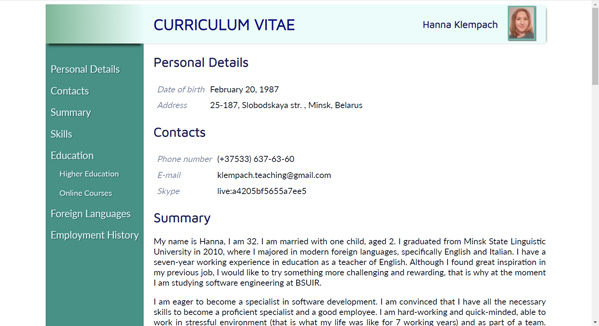 CURRICULUM VITAE
Hanna Klempach
Personal Details
Contacts
Summary
Skills
Education
Higher Education
Online Courses
Foreign Languages
Employment History
Personal Details
Date of birth February 20, 1987
Address 25-187, Slobodskaya str. , Minsk, Belarus
Contacts
Phone number (+37533) 637-63-60
E-mail klempach.teaching@gmail.com
Skype live:a4205bf5655a7ee5
Summary
My name is Hanna, I am 32. I am married with one child, aged 2. I graduated from Minsk State Linguistic
University in 2010, where I majored in modern foreign languages, specifically English and Italian. I have a
seven-year working experience in education as a teacher of English. Although I found great inspiration in
my previous job, I would like to try something more challenging and rewarding, that is why at the moment
I am studying software engineering at BSUIR.
I am eager to become a specialist in software development. I am convinced that I have all the necessary
skills to become a proficient specialist and a good employee. I am hard-working and quick-minded, able to
work in stressful environment (that is what my life was like for 7 working years) and as part of a team.